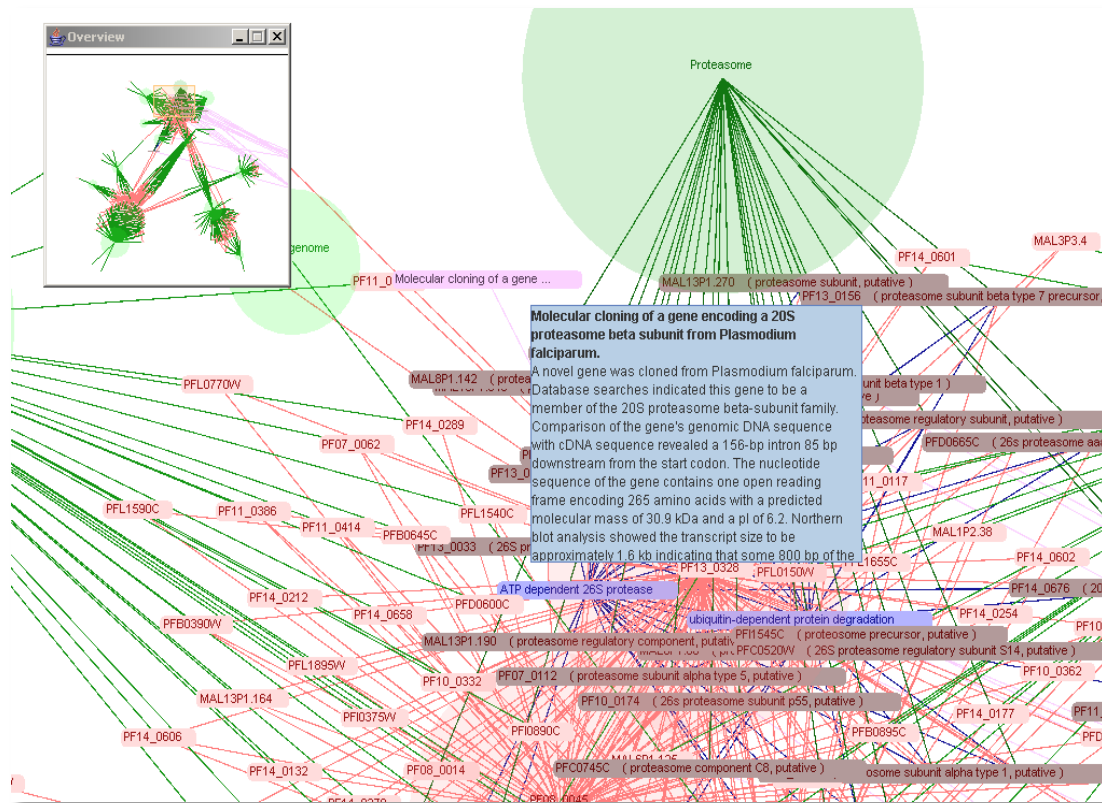 Overview
Proteasome
genome
MAL3P3.4
PF14_0601
PF11_0
Molecular cloning of a gene ...
MAL13P1.270 ( proteasome subunit, putative )
PF13_0156 ( proteasome subunit beta type 7 precursor,
Molecular cloning of a gene encoding a 20S
proteasome beta subunit from Plasmodium
falciparum.
A novel gene was cloned from Plasmodium falciparum.
Database searches indicated this gene to be a
member of the 20S proteasome beta-subunit family.
Comparison of the gene's genomic DNA sequence
with cDNA sequence revealed a 156-bp intron 85 bp
downstream from the start codon. The nucleotide
sequence of the gene contains one open reading
frame encoding 265 amino acids with a predicted
molecular mass of 30.9 kDa and a pI of 6.2. Northern
blot analysis showed the transcript size to be
approximately 1.6 kb indicating that some 800 bp of the
MAL8P1.142 ( protea
unit beta type 1 )
PFL0770W
PF14_0289
oteasome regulatory subunit, putative )
PF07_0062
PFD0665C ( 26s proteasome aaa
PF13_0
11_0117
PFL1590C
PF11_0386
PFL1540C
PF11_0414
PFB0645C
MAL1P2.38
PF13_0033 ( 26S pr
PF14_0602
PF13_0328
PFL0150W
1655C
ATP dependent 26S protease
PF14_0676 ( 20
PF14_0212
PFD0600C
PF14_0658
PF14_0254
PFB0390W
ubiquitin-dependent protein degradation
PF10
MAL13P1.190 ( proteasome regulatory component, putativ
PFI1545C ( proteosome precursor, putative )
PFC0520W ( 26S proteasome regulatory subunit S14, putative )
PFL1895W
PF10_0332
PF07_0112 ( proteasome subunit alpha type 5, putative )
PF10_0362
MAL13P1.164
PF10_0174 ( 26s proteasome subunit p55, putative )
PFI0375W
PF14_0177
PF11_
PF14_0606
PFI0890C
PFB0895C
PFD
PF14_0132
PF08_0014
PFC0745C ( proteasome component C8, putative )
osome subunit alpha type 1, putative )